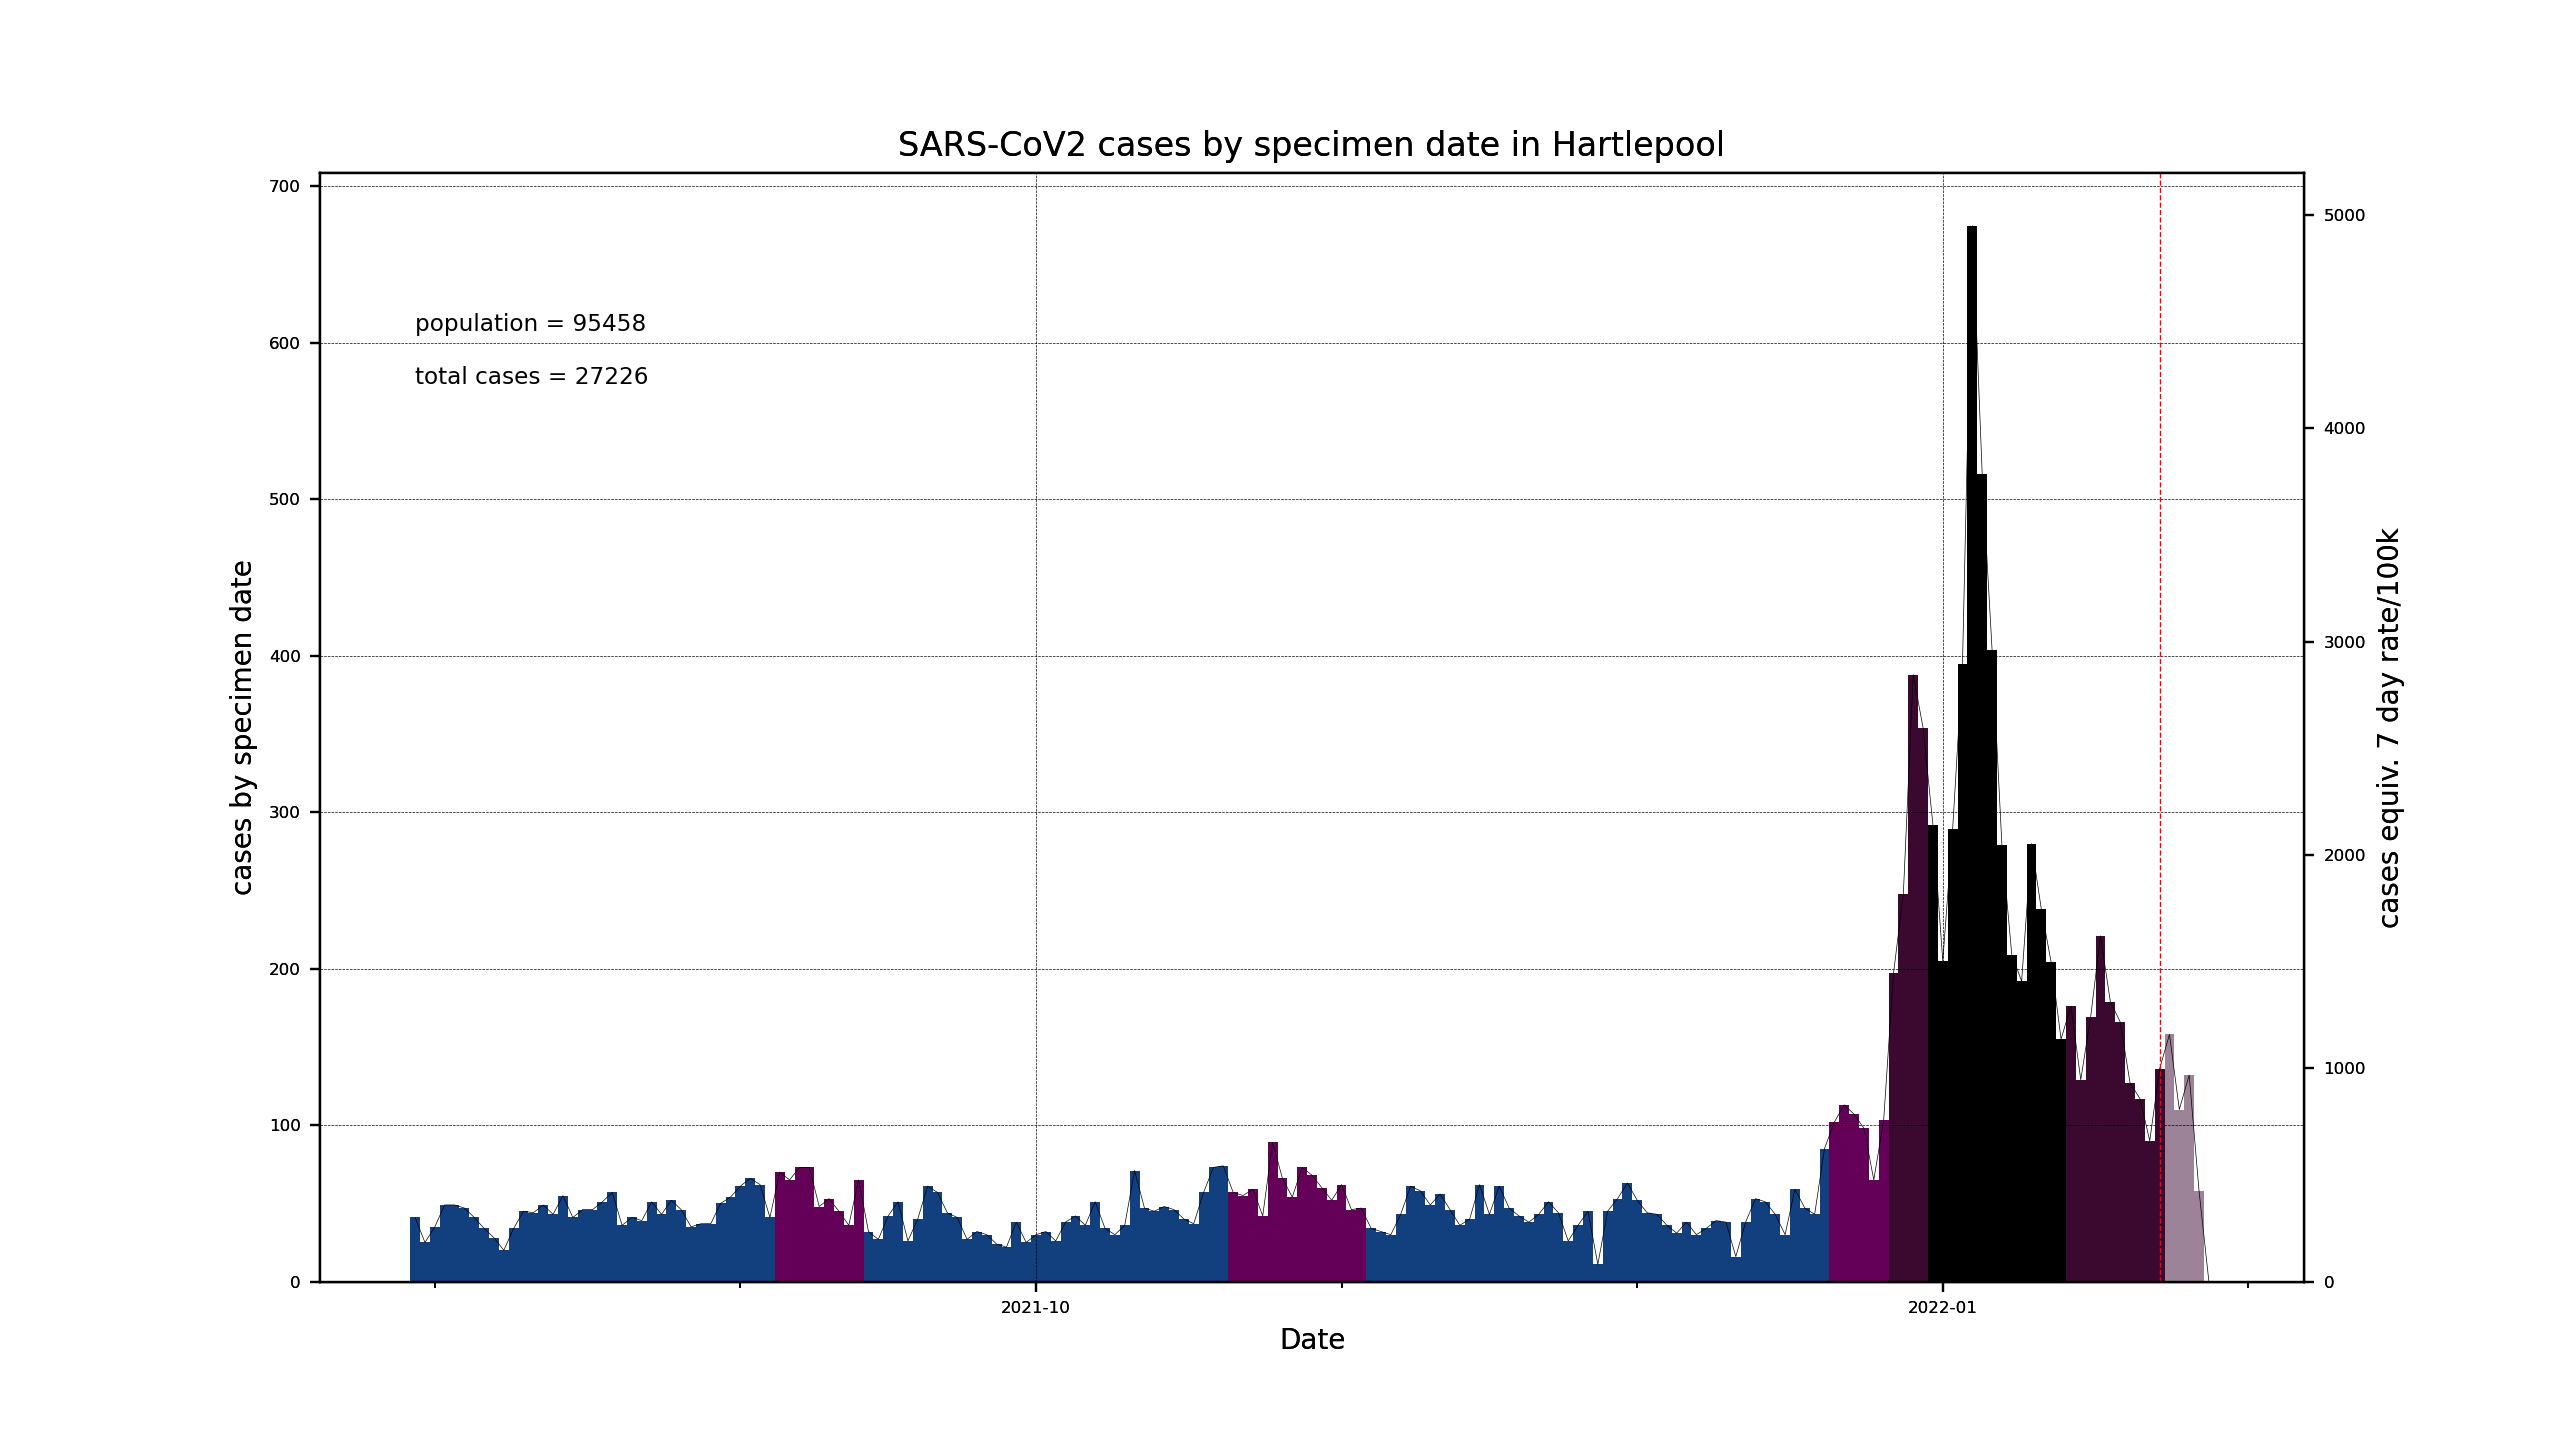 SARS-CoV2 cases by specimen date in Hartlepool
population = 95458
total cases = 27226
cases by specimen date
700
600
500
400
300
200
100
0
5000
4000
3000
2000
1000
0
cases equiv. 7 day rate/100k
2021-10
2022-01
Date